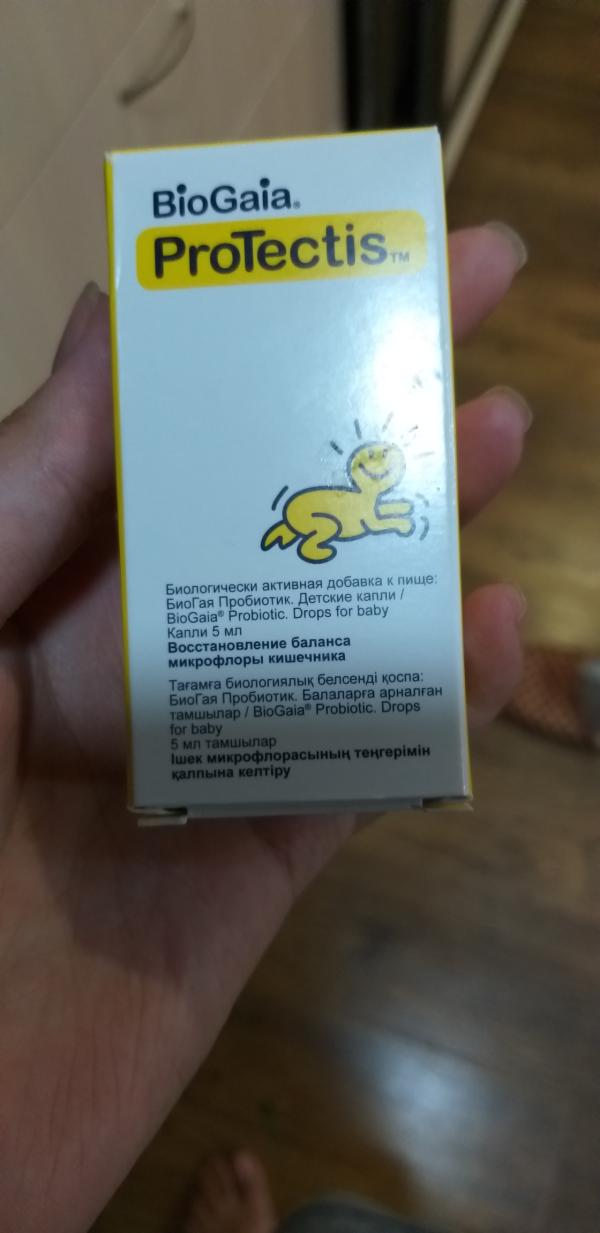 BioGaia®
ProTectis™
Биологически активная добавка к пище:
БиоГая Пробиотик. Детские капли /
BioGaia® Probiotic. Drops for baby
Капли 5 мл
Восстановление баланса
микрофлоры кишечника
Тағамға биологиялық белсенді қоспа:
БиоГая Пробиотик. Балаларға арналған
тамшылар / BioGaia® Probiotic. Drops
for baby
5 мл тамшылар
Ішек микрофлорасының теңгерімін
қалпына келтіру